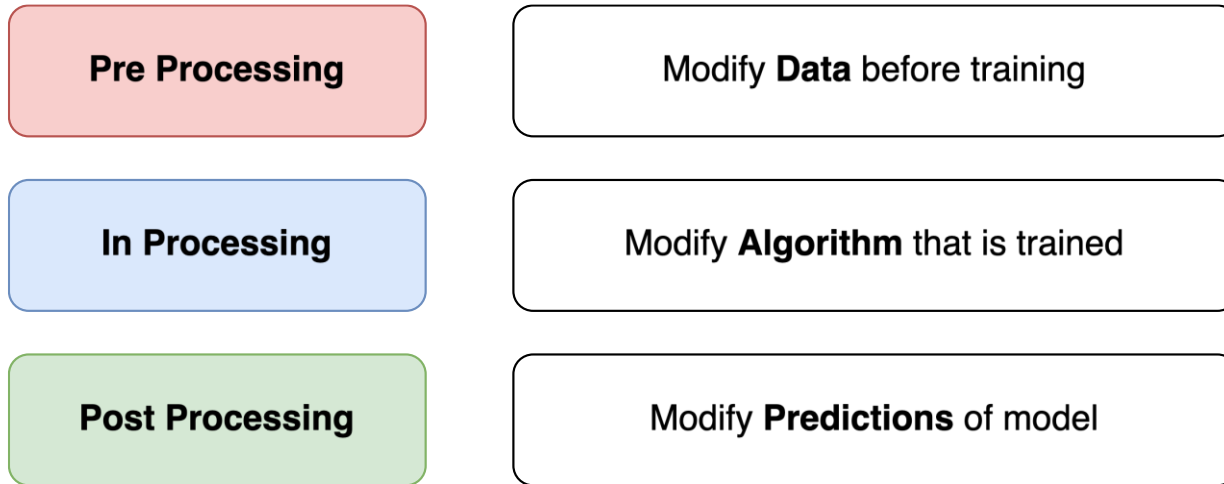 Pre Processing
Modify Data before training
In Processing
Modify Algorithm that is trained
Post Processing
Modify Predictions of model